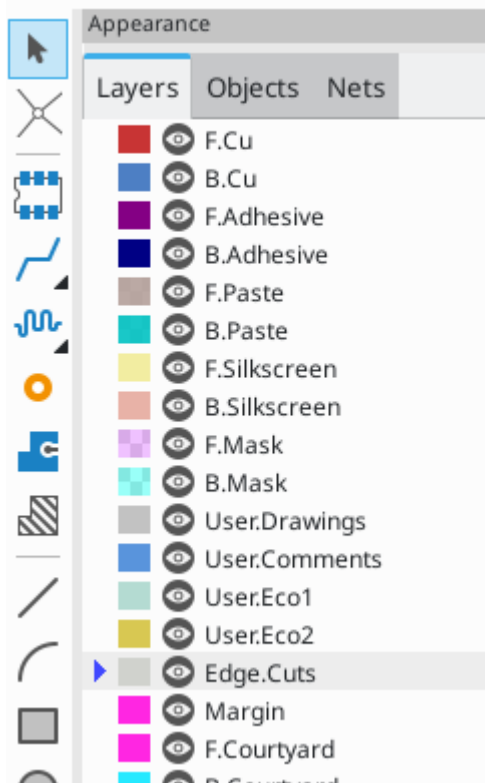 Appearance
Layers Objects Nets
F.Cu
B.Cu
F.Adhesive
B.Adhesive
F.Paste
B.Paste
F.Silkscreen
B.Silkscreen
F.Mask
B.Mask
User.Drawings
User.Comments
User.Eco1
User.Eco2
Edge.Cuts
Margin
F.Courtyard
B.Courtyard